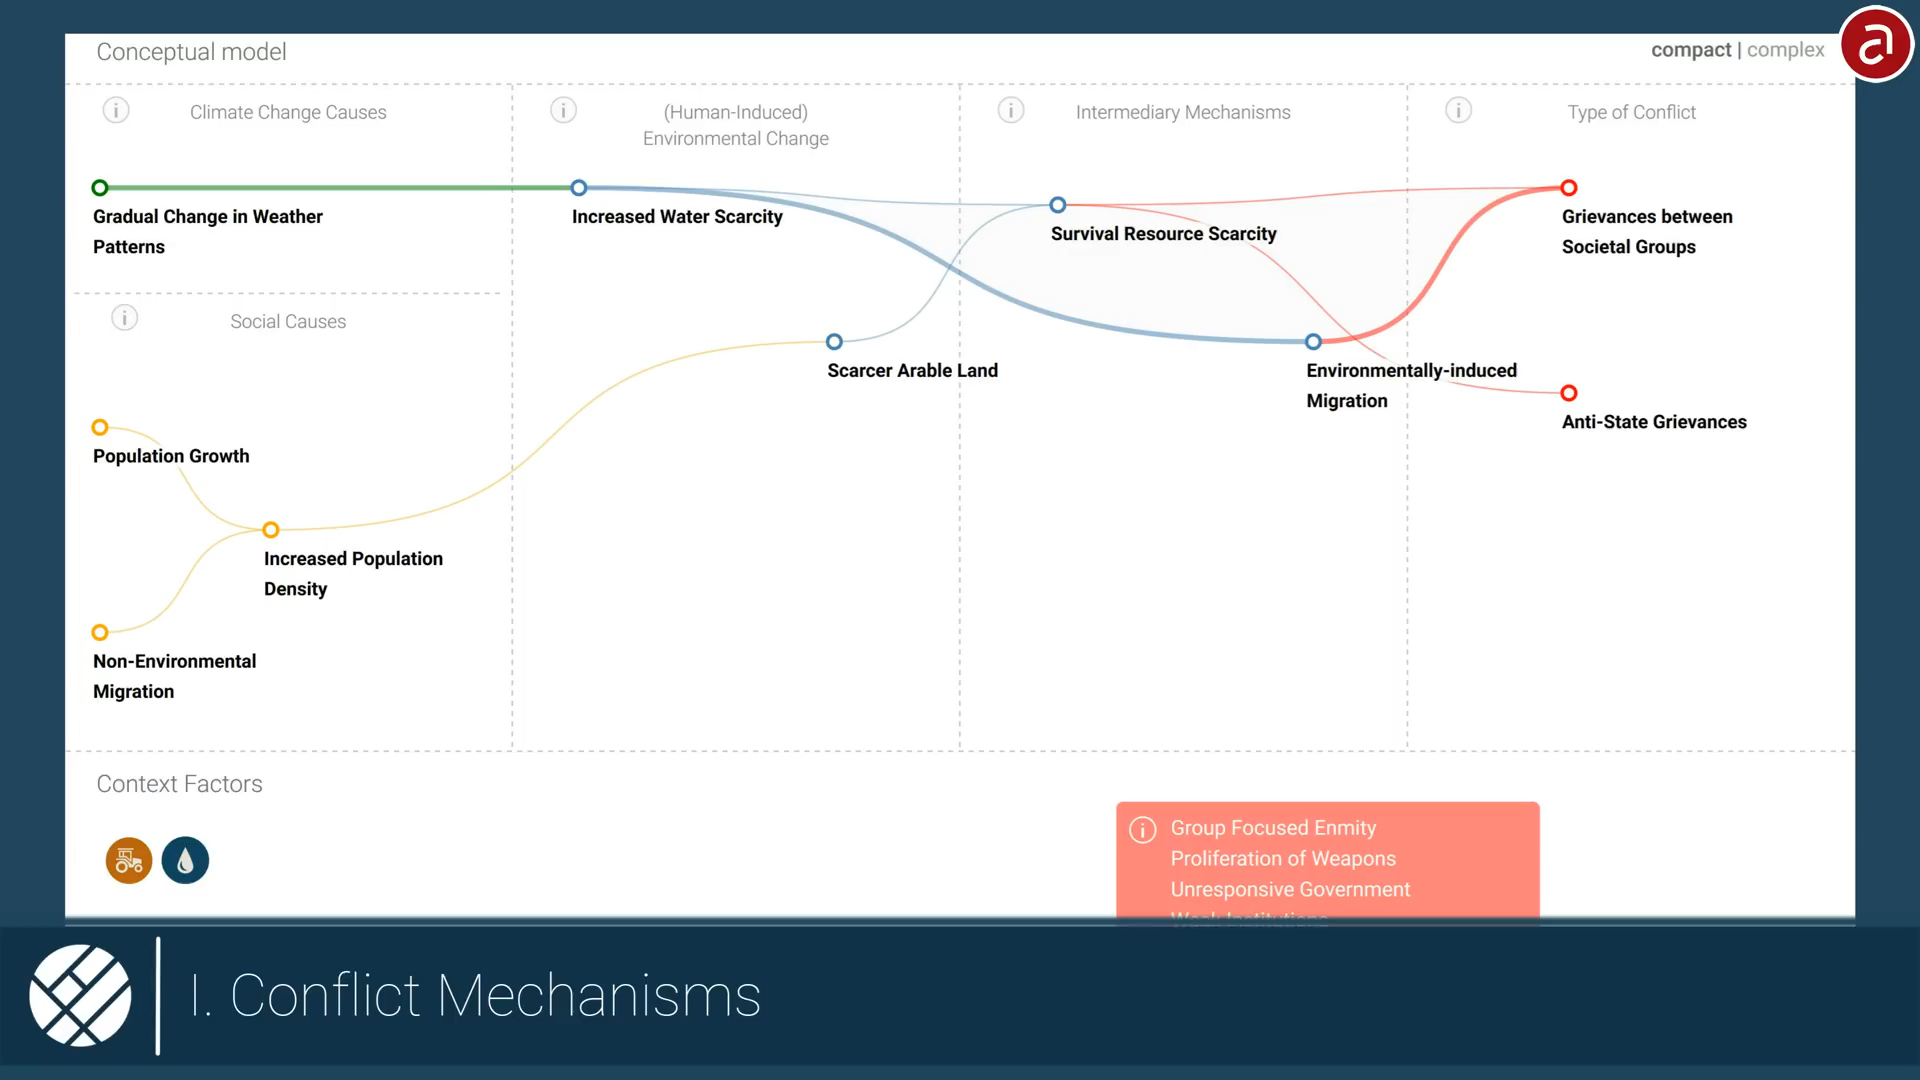 Conceptual model
compact | complex
Climate Change Causes
(Human-Induced)
Environmental Change
Intermediary Mechanisms
Type of Conflict
Gradual Change in Weather
Patterns
Increased Water Scarcity
Survival Resource Scarcity
Grievances between
Societal Groups
Social Causes
Scarcer Arable Land
Environmentally-induced
Migration
Anti-State Grievances
Population Growth
Increased Population
Density
Non-Environmental
Migration
Context Factors
Group Focused Enmity
Proliferation of Weapons
Unresponsive Government
Weak Institutions
I. Conflict Mechanisms